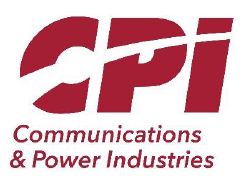 CPI
Communications
& Power Industries